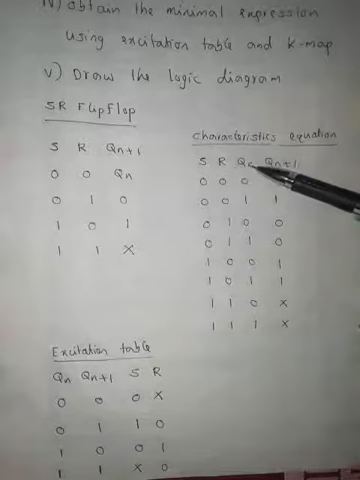 iv) obtain the minimal expression
using excitation table and k-map
v) Draw the logic diagram
SR FlipFlop
S R Qn+1
0 0 Qn
0 1 0
1 0 1
1 1 X
Characteristics equation
S R Qn Qn+1
0 0 0
0 0 1 1
0 1 0 0
0 1 1 0
1 0 0 1
1 0 1 1
1 1 0 X
1 1 1 X
Excitation table
Qn Qn+1 S R
0 0 0 X
0 1 1 0
1 0 0 1
1 1 X 0